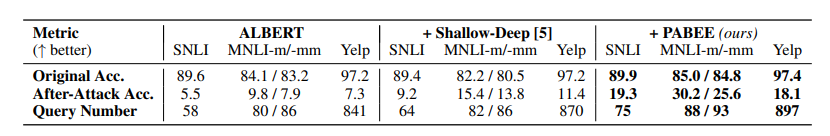 Metric ALBERT + Shallow-Deep [5] + PABEE (ours)
(↑ better) SNLI MNLI-m/-mm Yelp SNLI MNLI-m/-mm Yelp SNLI MNLI-m/-mm Yelp
Original Acc. 89.6 84.1 / 83.2 97.2 89.4 82.2 / 80.5 97.2 89.9 85.0 / 84.8 97.4
After-Attack Acc. 5.5 9.8 / 7.9 7.3 9.2 15.4 / 13.8 11.4 19.3 30.2 / 25.6 18.1
Query Number 58 80 / 86 841 64 82 / 86 870 75 88 / 93 897